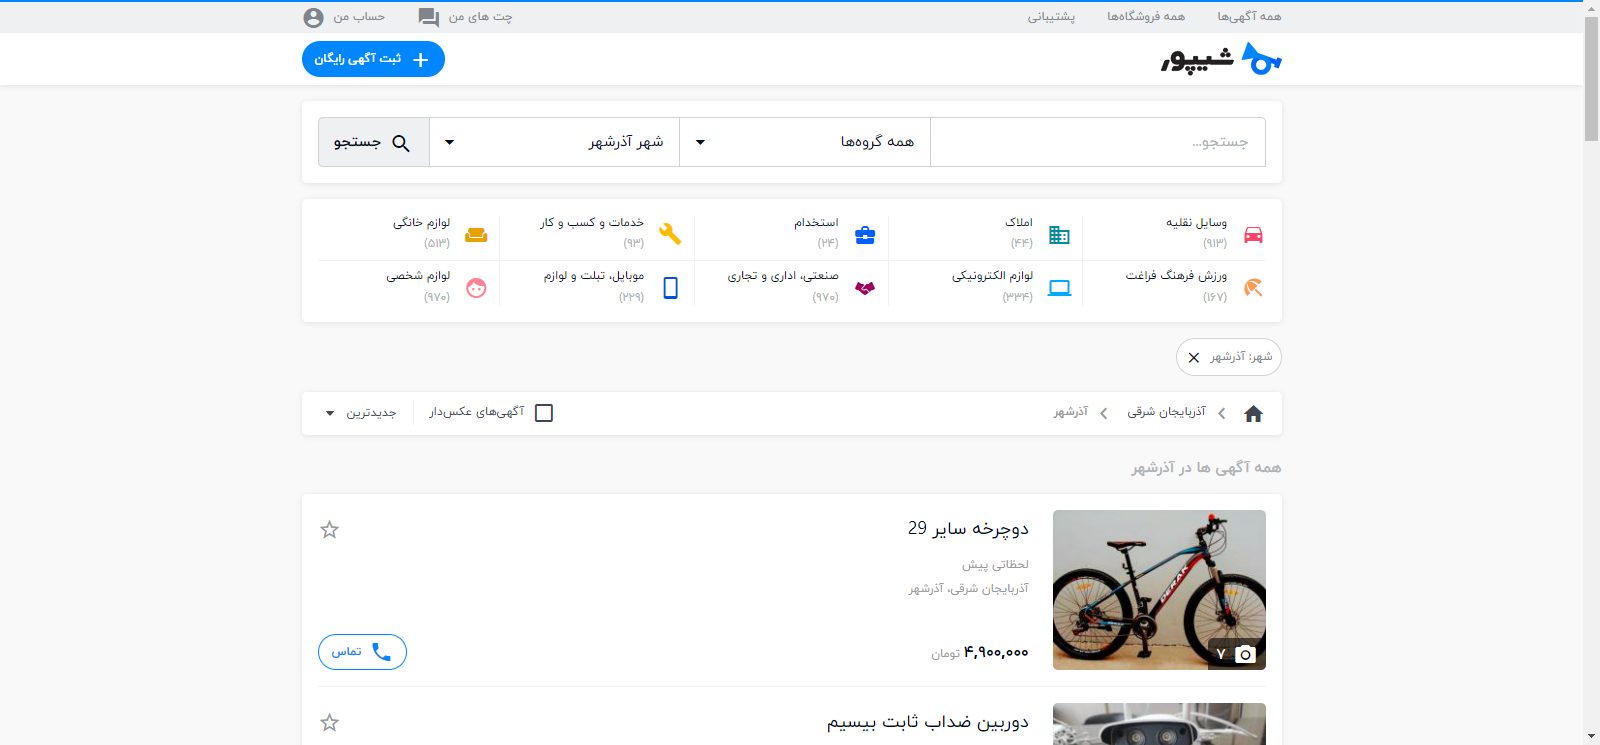 همه آگهی‌ها همه فروشگاه‌ها پشتیبانی چت های من حساب من
شیپور ثبت آگهی رایگان
جستجو... همه گروه‌ها شهر آذرشهر جستجو
وسایل نقلیه املاک استخدام خدمات و کسب و کار لوازم خانگی
(۹۱۳) (۴۴) (۲۴) (۹۳) (۵۱۳)
ورزش فرهنگ فراغت لوازم الکترونیکی صنعتی، اداری و تجاری موبایل، تبلت و لوازم لوازم شخصی
(۱۶۷) (۳۳۴) (۹۷۰) (۲۲۹) (۹۷۰)
شهر: آذرشهر
آذربایجان شرقی آذرشهر آگهی‌های عکس‌دار جدیدترین
همه آگهی ها در آذرشهر
دوچرخه سایر 29
لحظاتی پیش
آذربایجان شرقی، آذرشهر
۴,۹۰۰,۰۰۰ تومان تماس
۷
دوربین ضداب ثابت بیسیم